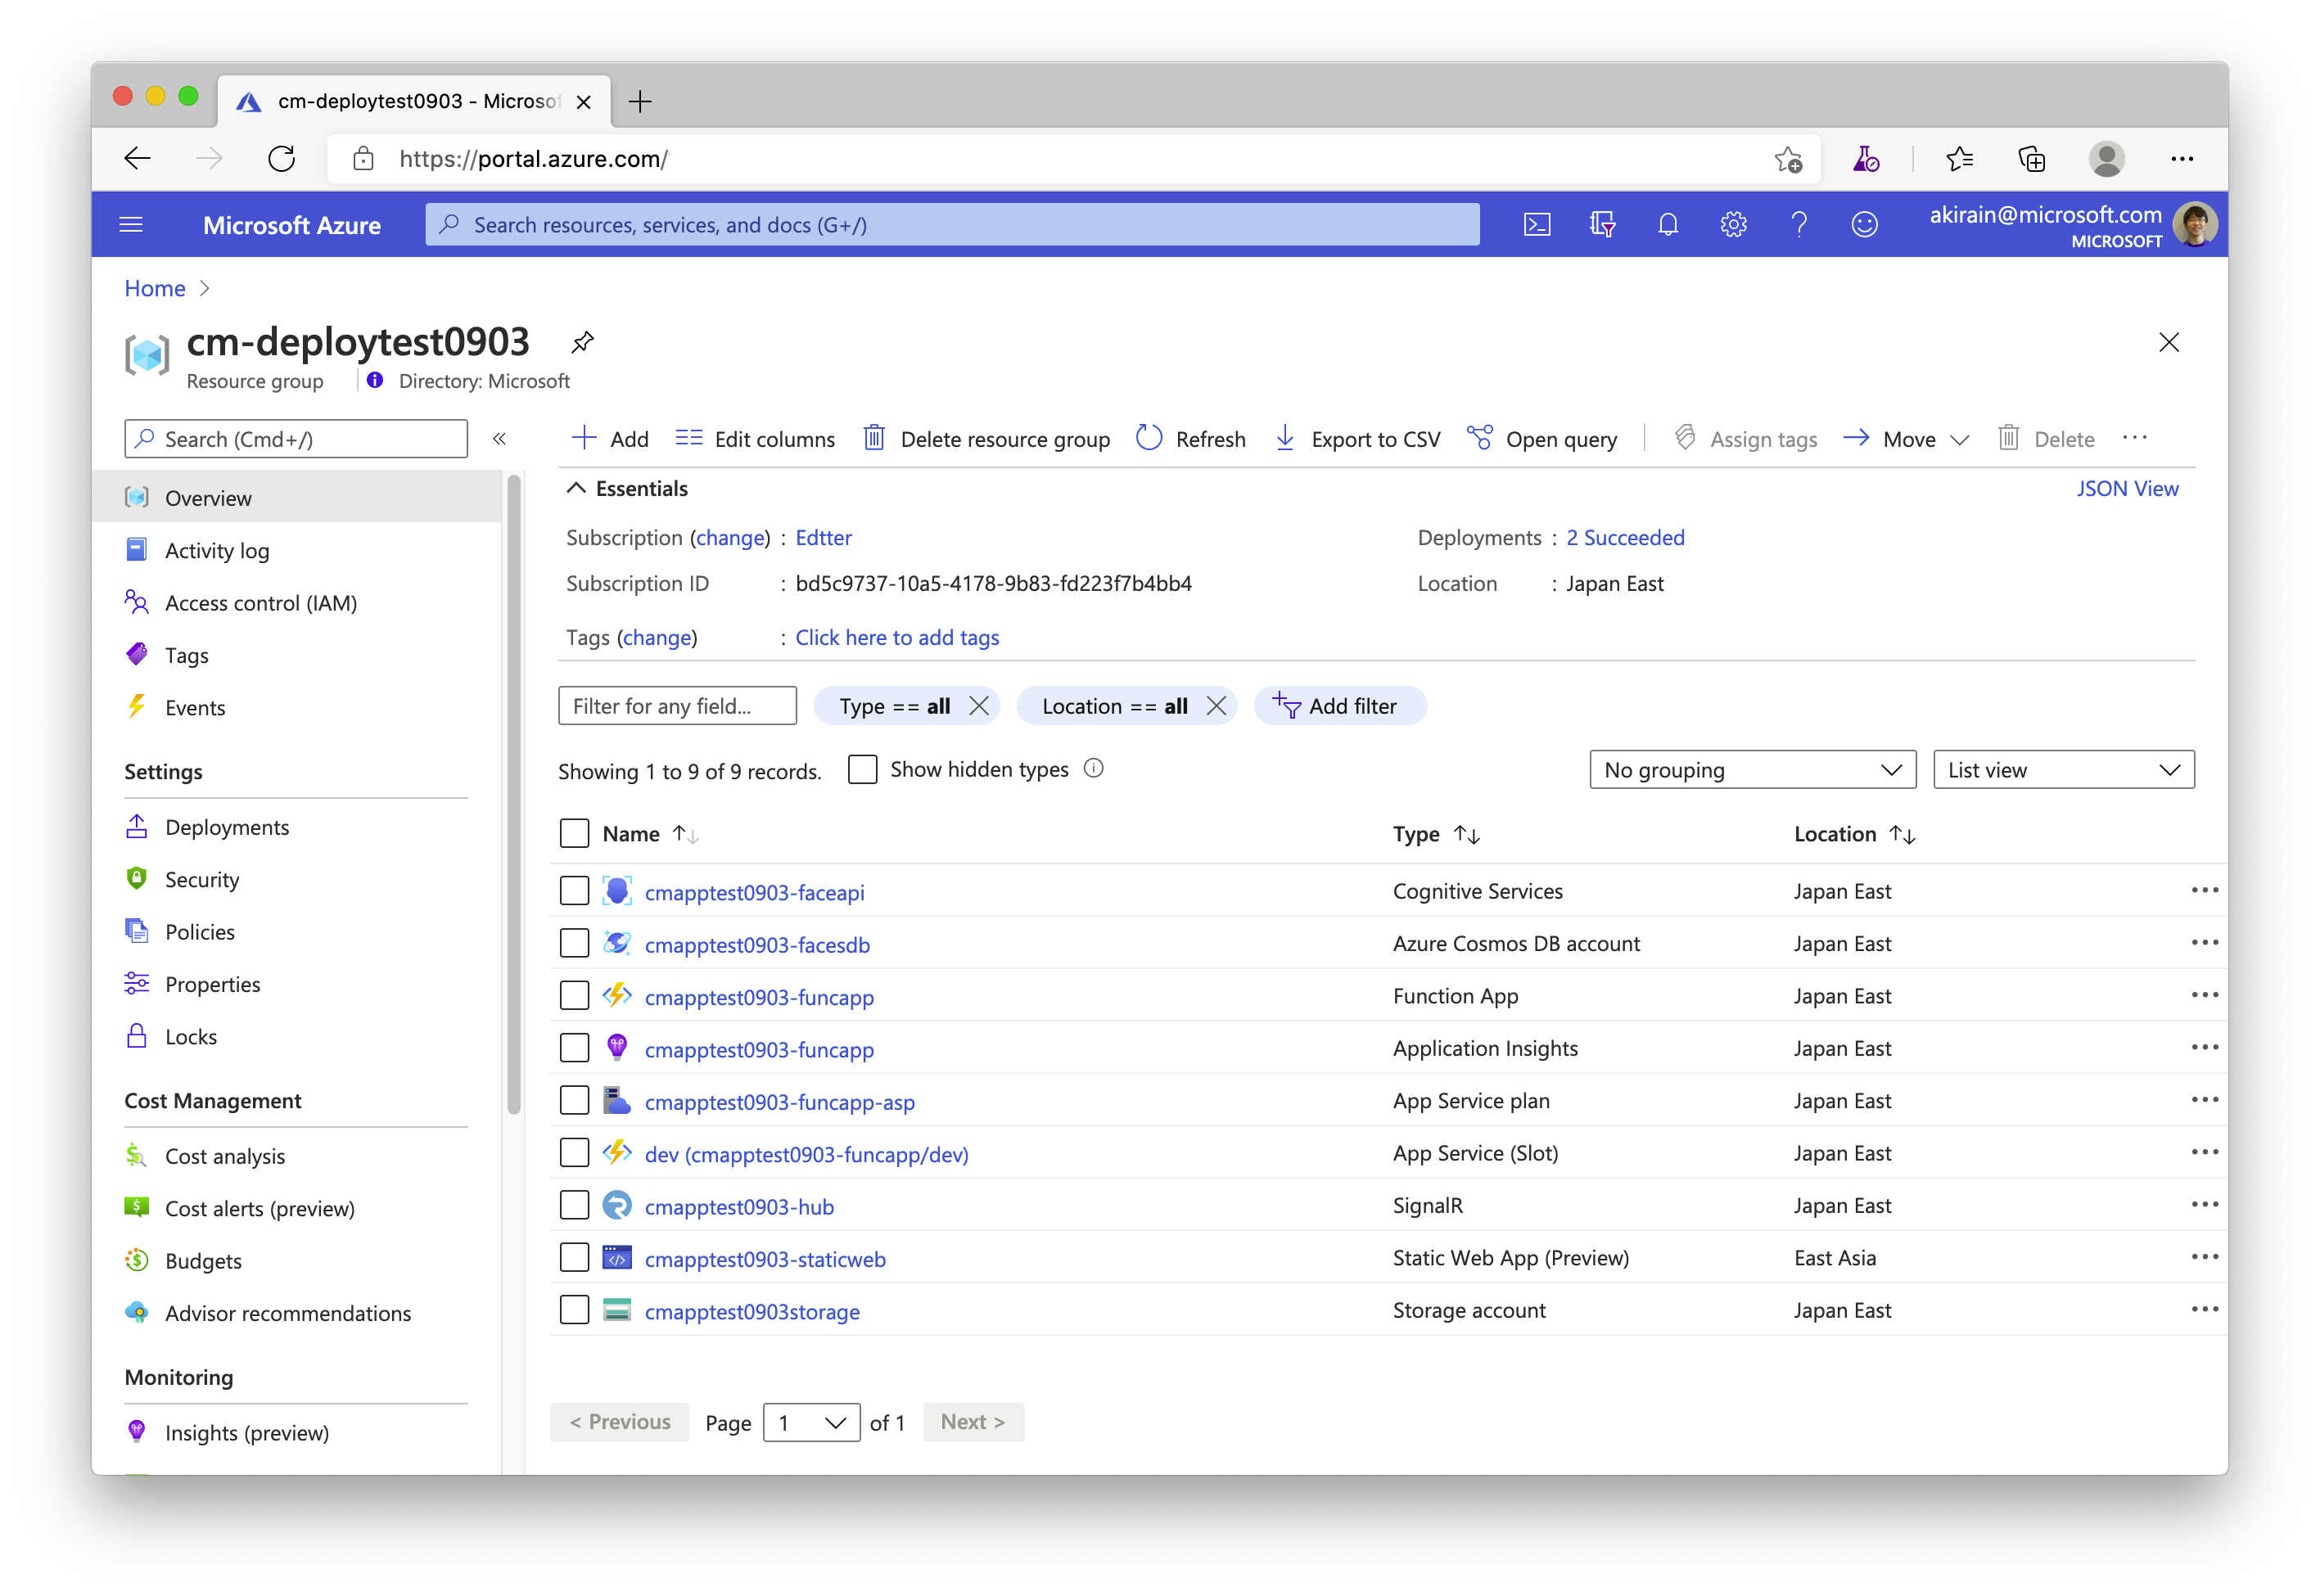 cm-deploytest0903 - Microsof
https://portal.azure.com/
Microsoft Azure
Search resources, services, and docs (G+/)
akirain@microsoft.com
MICROSOFT
Home
cm-deploytest0903
Resource group
Directory: Microsoft
Search (Cmd+/)
«
Add
Edit columns
Delete resource group
Refresh
Export to CSV
Open query
Assign tags
Move
Delete
Overview
Activity log
Access control (IAM)
Tags
Events
Settings
Deployments
Security
Policies
Properties
Locks
Cost Management
Cost analysis
Cost alerts (preview)
Budgets
Advisor recommendations
Monitoring
Insights (preview)
Essentials
JSON View
Subscription (change) : Edtter
Deployments : 2 Succeeded
Subscription ID : bd5c9737-10a5-4178-9b83-fd223f7b4bb4
Location : Japan East
Tags (change) : Click here to add tags
Filter for any field...
Type == all
Location == all
Add filter
Showing 1 to 9 of 9 records.
Show hidden types
No grouping
List view
Name Type Location
cmapptest0903-faceapi Cognitive Services Japan East
cmapptest0903-facesdb Azure Cosmos DB account Japan East
cmapptest0903-funcapp Function App Japan East
cmapptest0903-funcapp Application Insights Japan East
cmapptest0903-funcapp-asp App Service plan Japan East
dev (cmapptest0903-funcapp/dev) App Service (Slot) Japan East
cmapptest0903-hub SignalR Japan East
cmapptest0903-staticweb Static Web App (Preview) East Asia
cmapptest0903storage Storage account Japan East
< Previous
Page 1 of 1
Next >